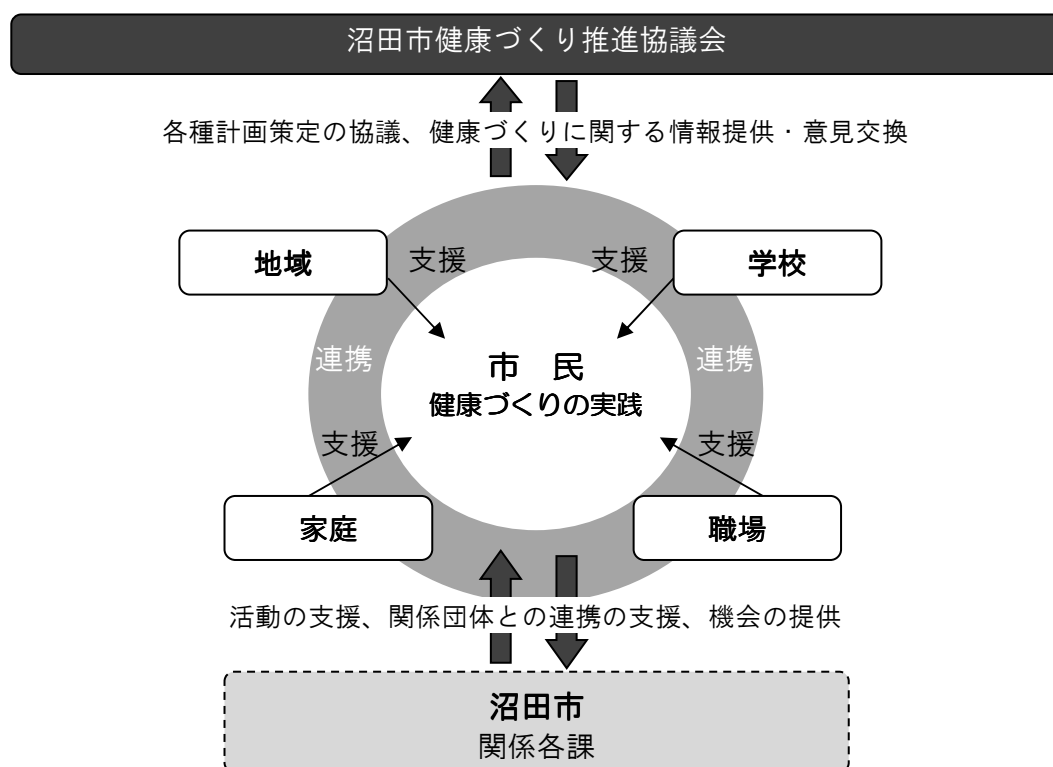 沼田市健康づくり推進協議会
各種計画策定の協議、健康づくりに関する情報提供・意見交換
地域
支援
支援
学校
連携
市　民
連携
健康づくりの実践
支援
支援
家庭
職場
活動の支援、関係団体との連携の支援、機会の提供
沼田市
関係各課